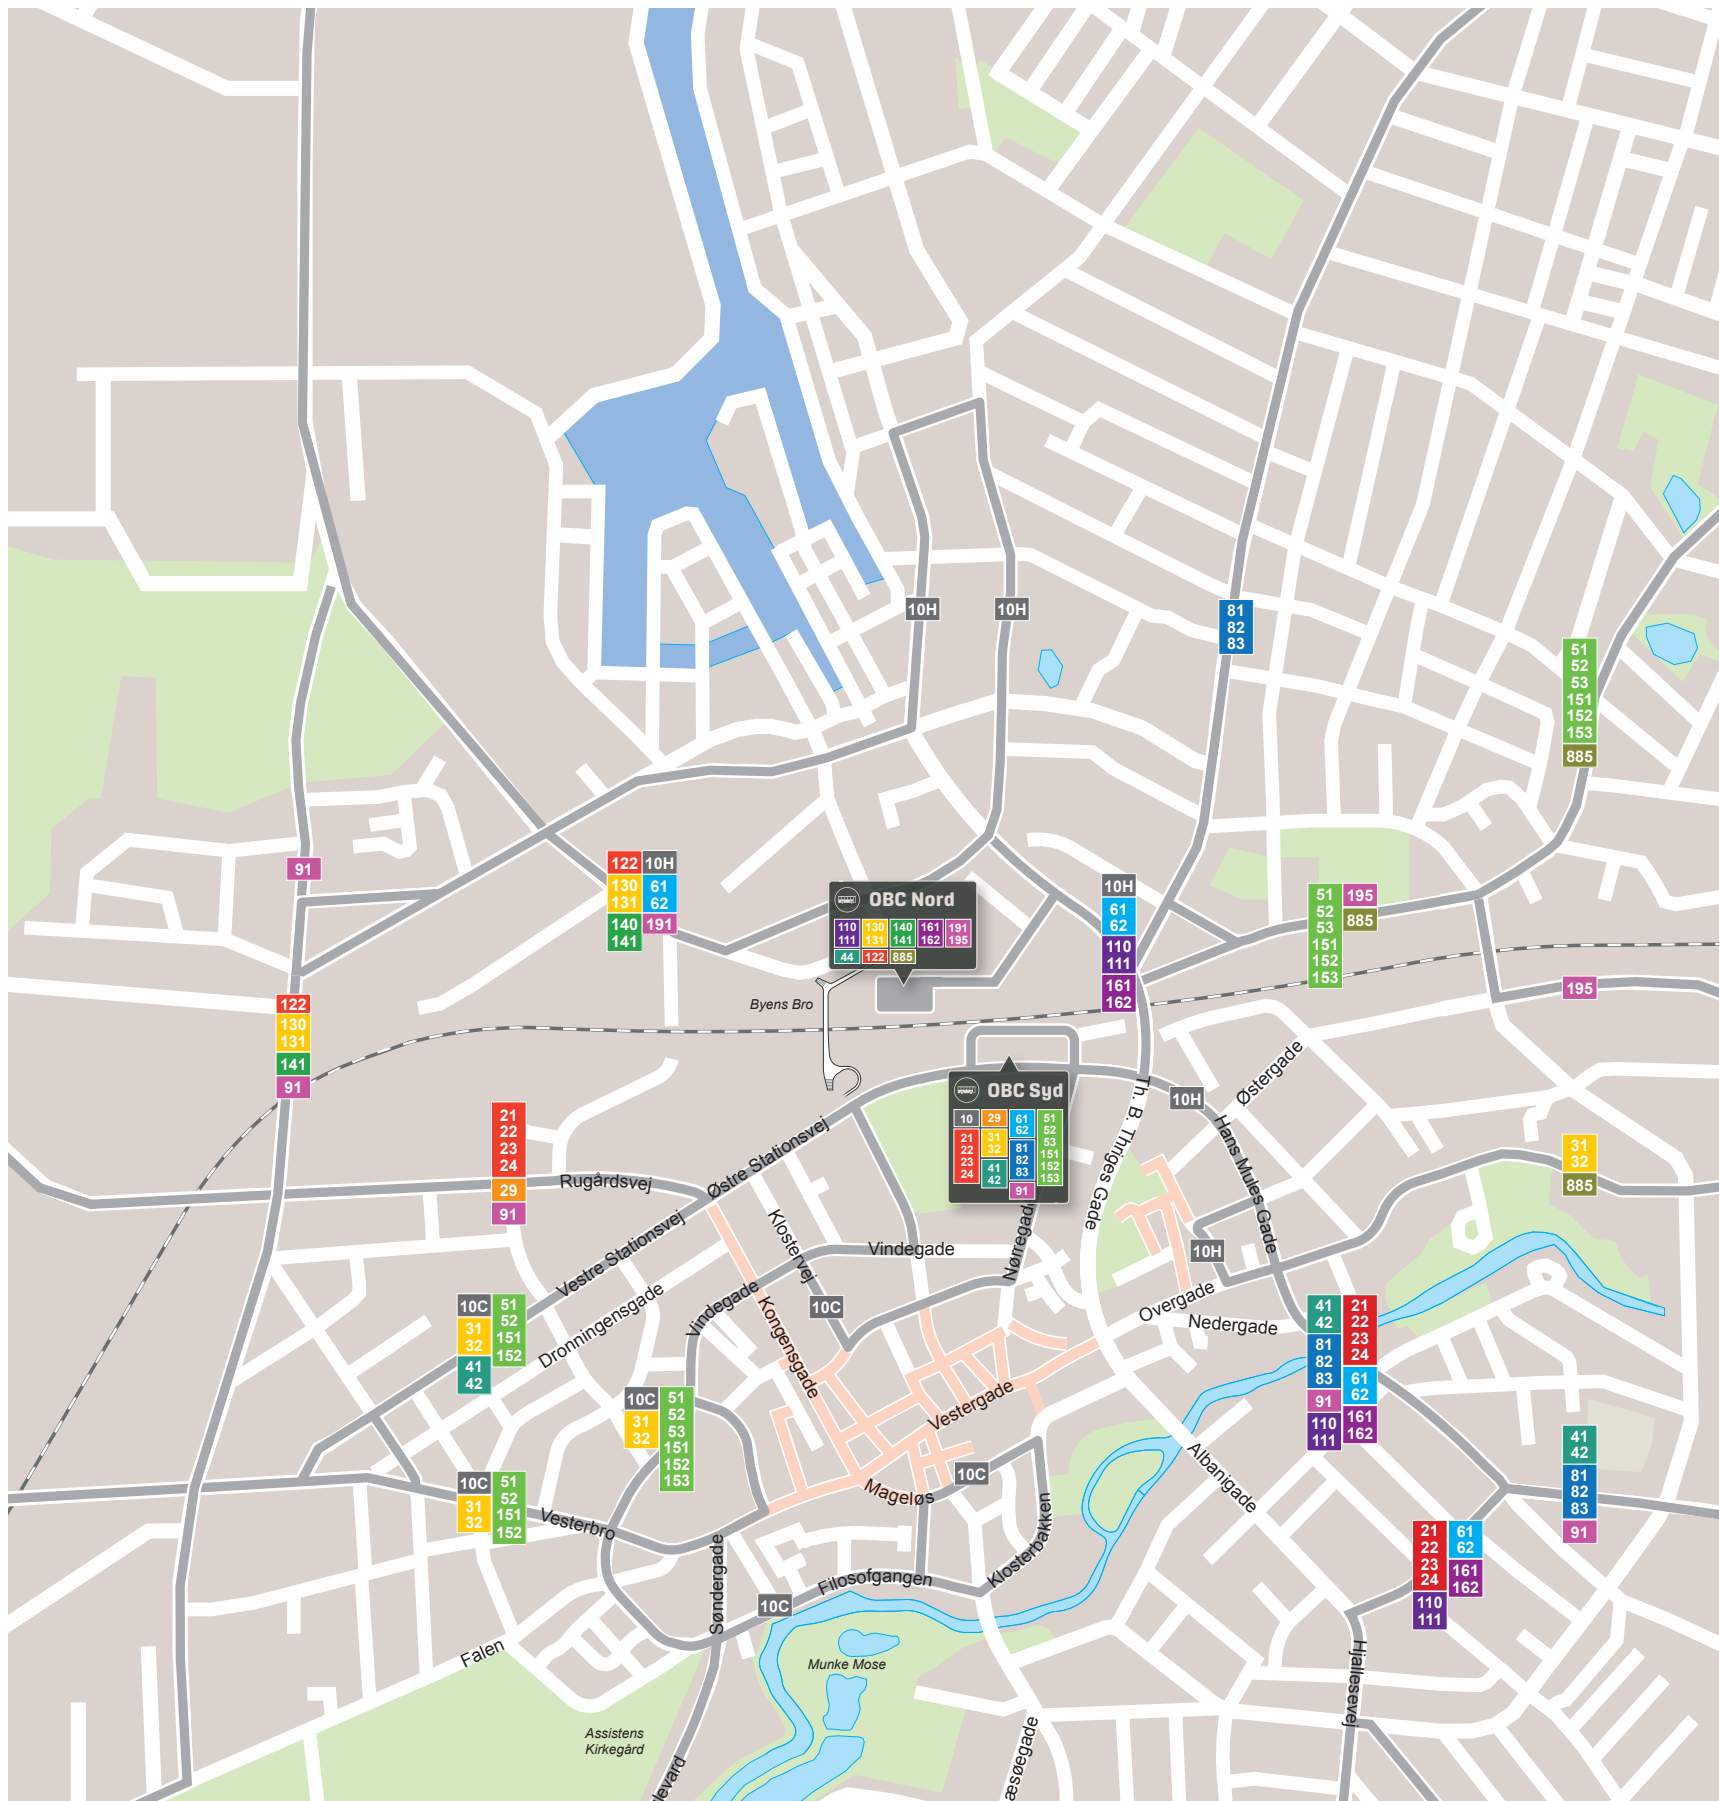 10H
10H
81
82
83
51
52
53
151
152
153
885
91
122 10H
130 61
131 62
140 191
141
OBC Nord
110 130 140 161 191
111 131 141 162 195
44 122 885
10H
61
62
110
111
161
162
51 195
52 885
53
151
152
153
195
Byens Bro
122
130
131
141
91
OBC Syd
10 29 61 51
21 31 62 52
22 32 81 53
23 41 82 151
24 42 83 152
91 153
10H
Østergade
Th. B. Thriges Gade
Hans Mules Gade
21
22
23
24
29
91
Rugårdsvej
Østre Stationsvej
31
32
885
Vestre Stationsvej
Klostervej
Vindegade
Nørregade
10H
Overgade
Nedergade
10C 51
31 52
32 151
41 152
42
Dronningensgade
Vindegade
Kongensgade
10C
41 21
42 22
81 23
82 24
83 61
91 62
110 161
111 162
10C 51
31 52
32 53
151
152
153
Vestergade
Albanigade
41
42
81
82
83
91
10C 51
31 52
32 151
152
Vesterbro
Mageløs
10C
Klosterbakken
21 61
22 62
23 161
24 162
110
111
Søndergade
Filosofgangen
10C
Falen
Munke Mose
Hjallesevej
Assistens
Kirkegård